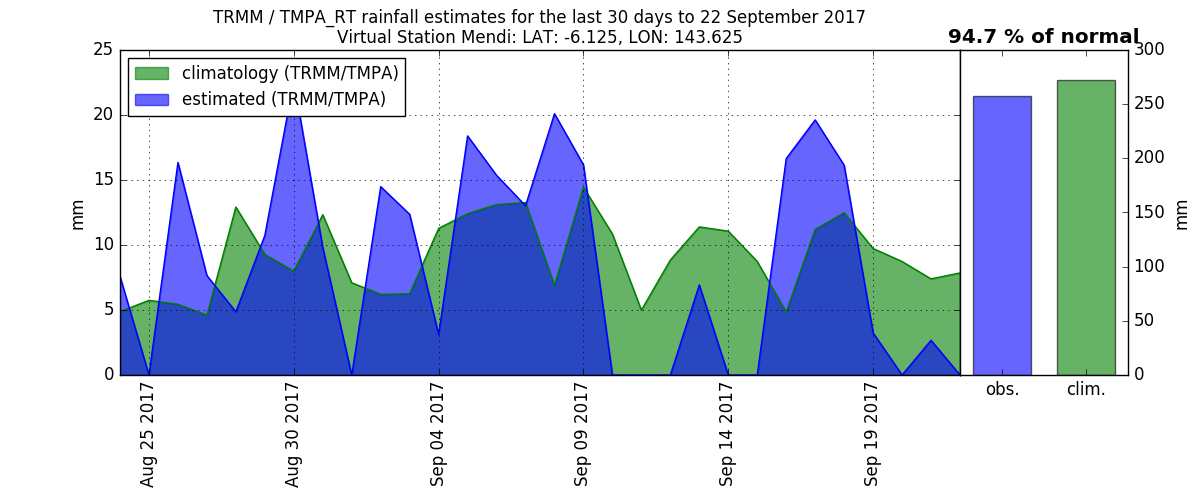 TRMM / TMPA_RT rainfall estimates for the last 30 days to 22 September 2017
Virtual Station Mendi: LAT: -6.125, LON: 143.625
94.7 % of normal
climatology (TRMM/TMPA)
estimated (TRMM/TMPA)
25
20
15
10
5
0
mm
300
250
200
150
100
50
0
mm
Aug 25 2017
Aug 30 2017
Sep 04 2017
Sep 09 2017
Sep 14 2017
Sep 19 2017
obs.
clim.